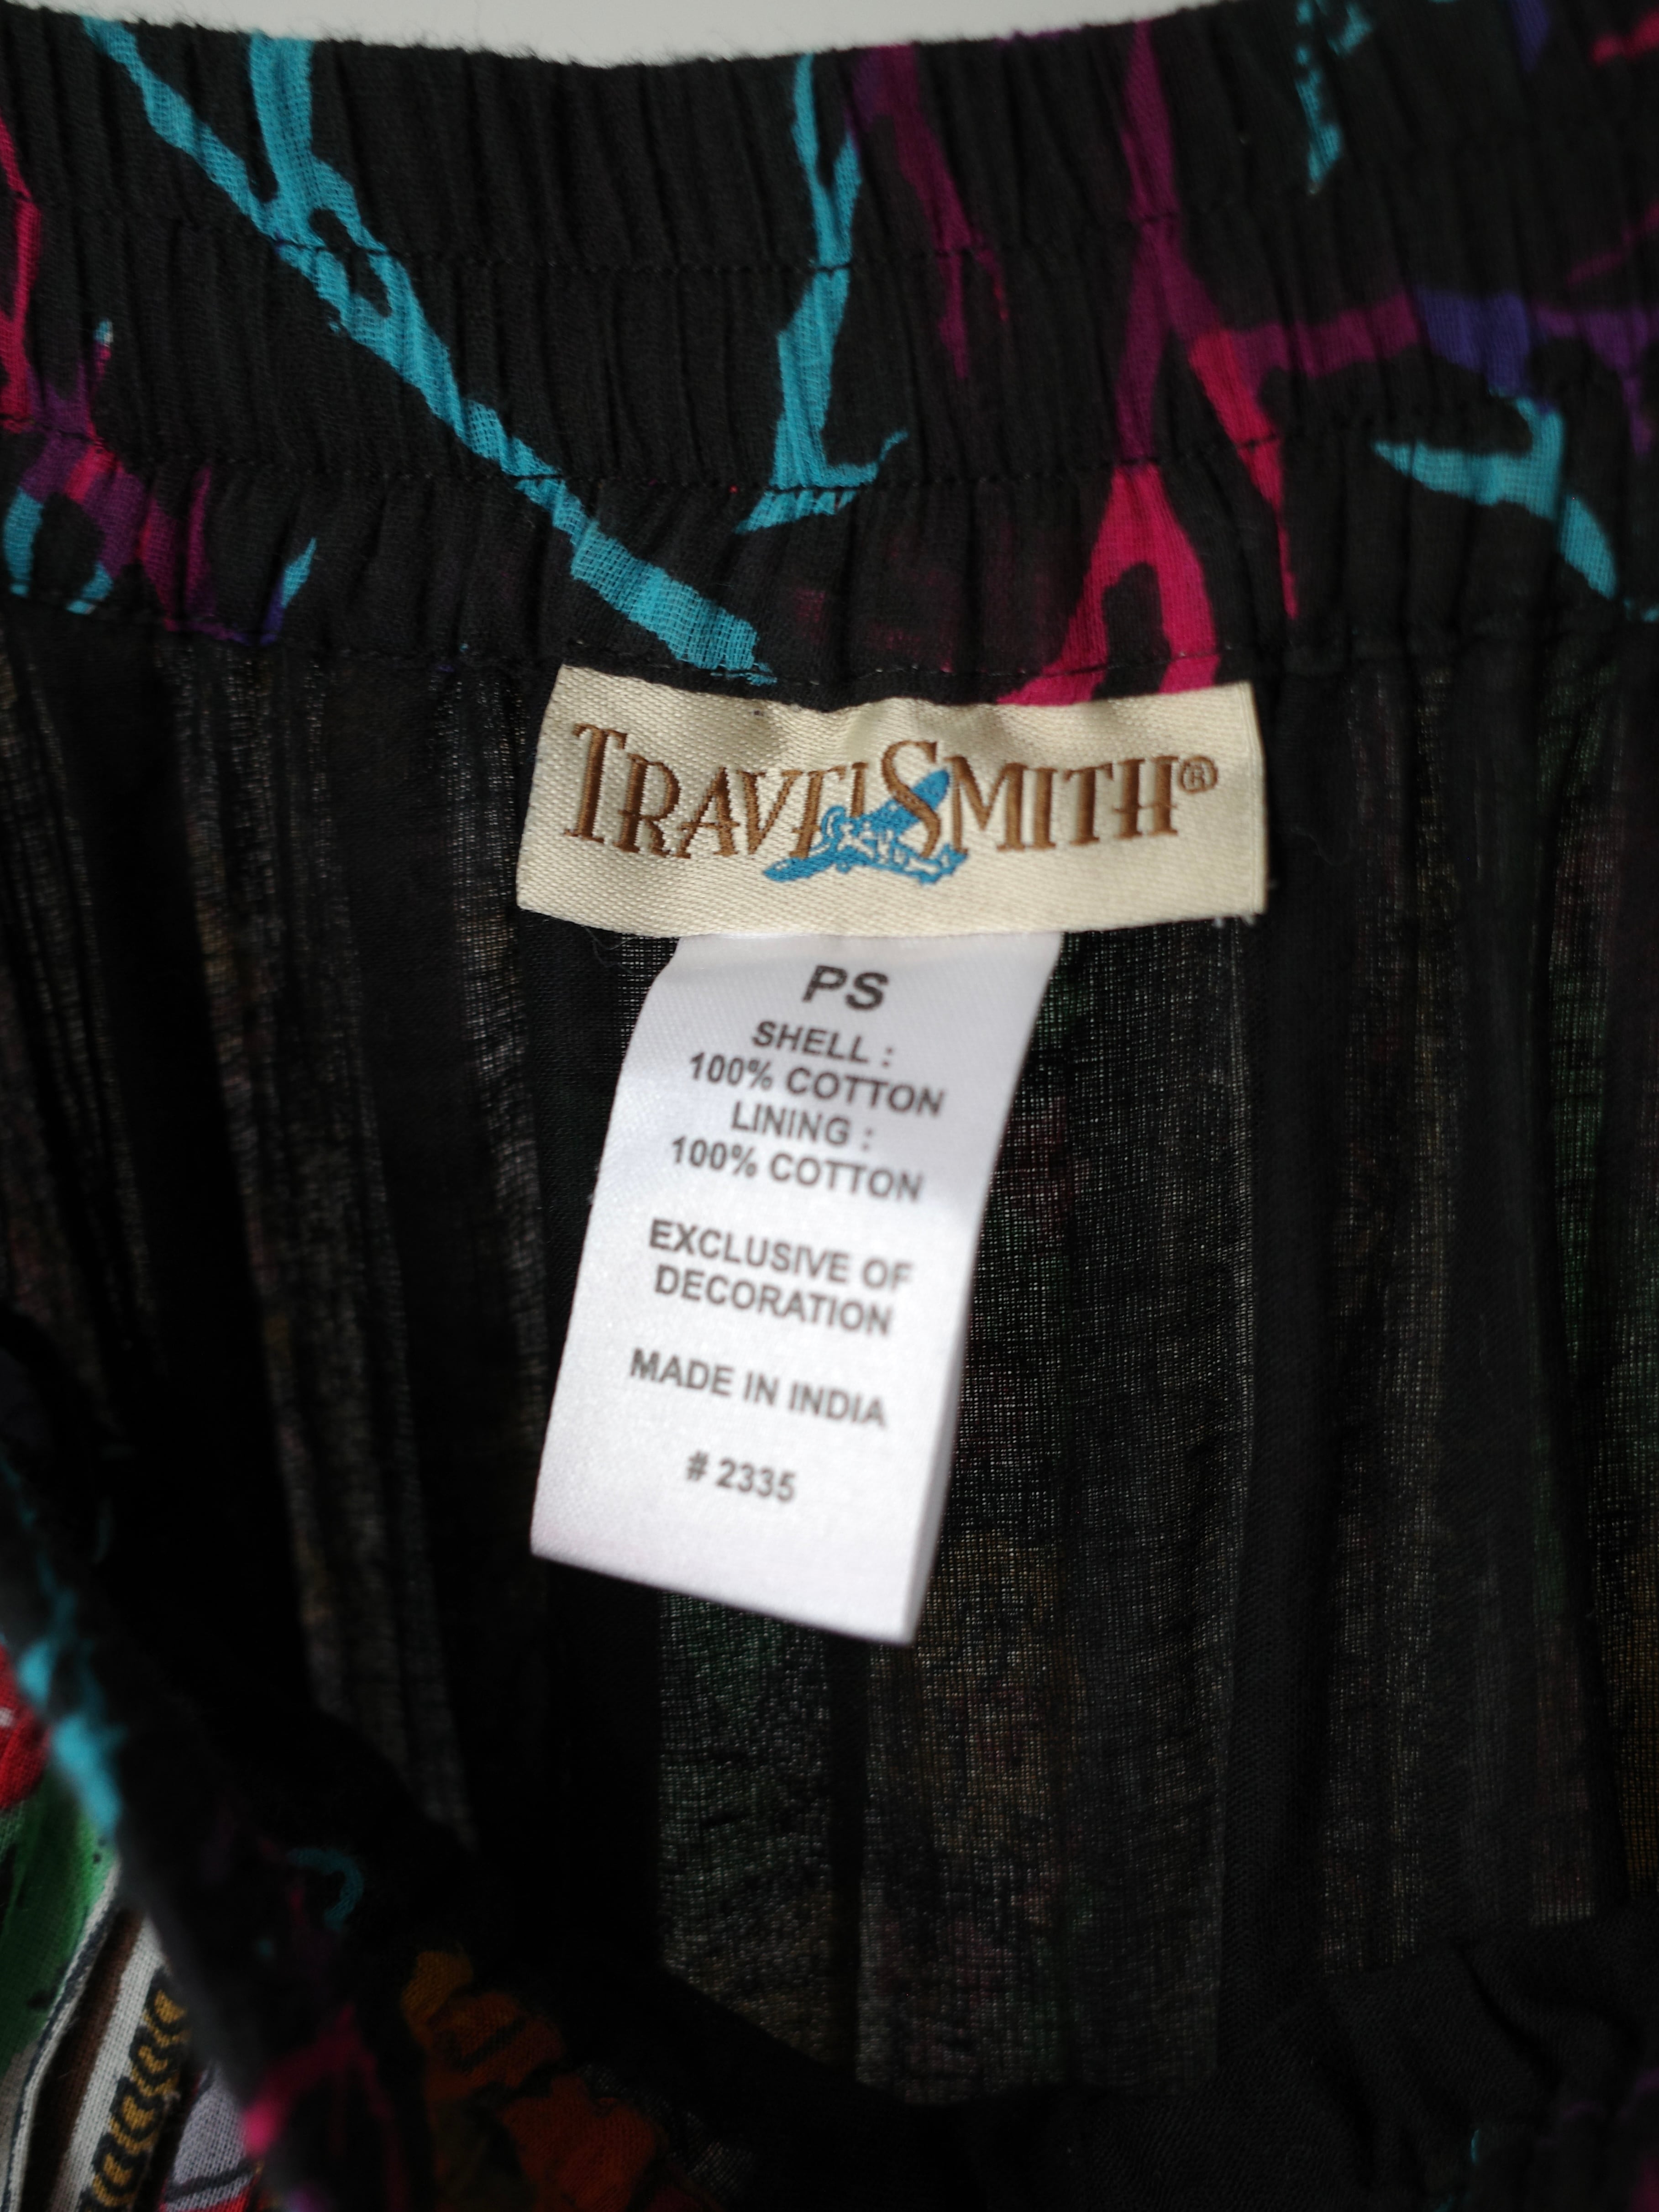 TRAVELSMITH®
PS
SHELL :
100% COTTON
LINING :
100% COTTON
EXCLUSIVE OF
DECORATION
MADE IN INDIA
# 2335